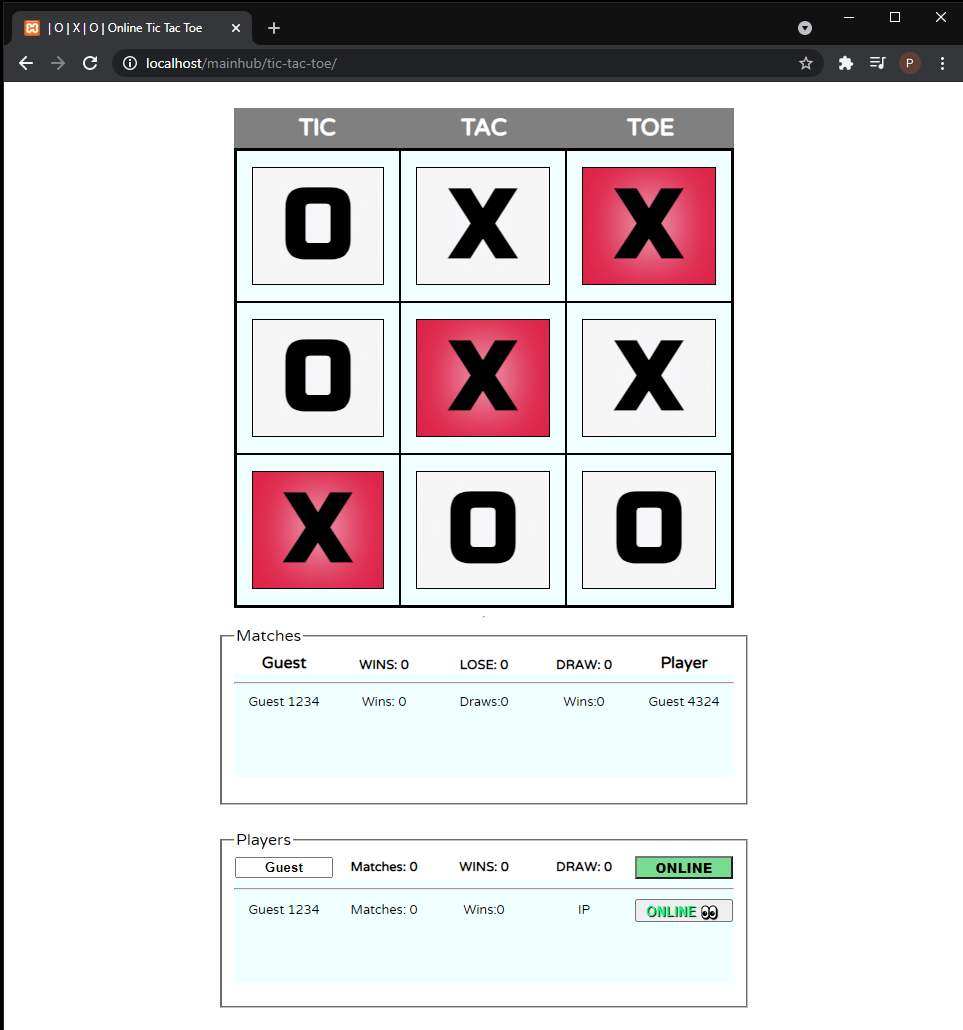 | O | X | O | Online Tic Tac Toe
localhost/mainhub/tic-tac-toe/
P
TIC TAC TOE
O X X
O X X
X O O
Matches
Guest WINS: 0 LOSE: 0 DRAW: 0 Player
Guest 1234 Wins: 0 Draws:0 Wins:0 Guest 4324
Players
Guest Matches: 0 WINS: 0 DRAW: 0 ONLINE
Guest 1234 Matches: 0 Wins:0 IP ONLINE 👀